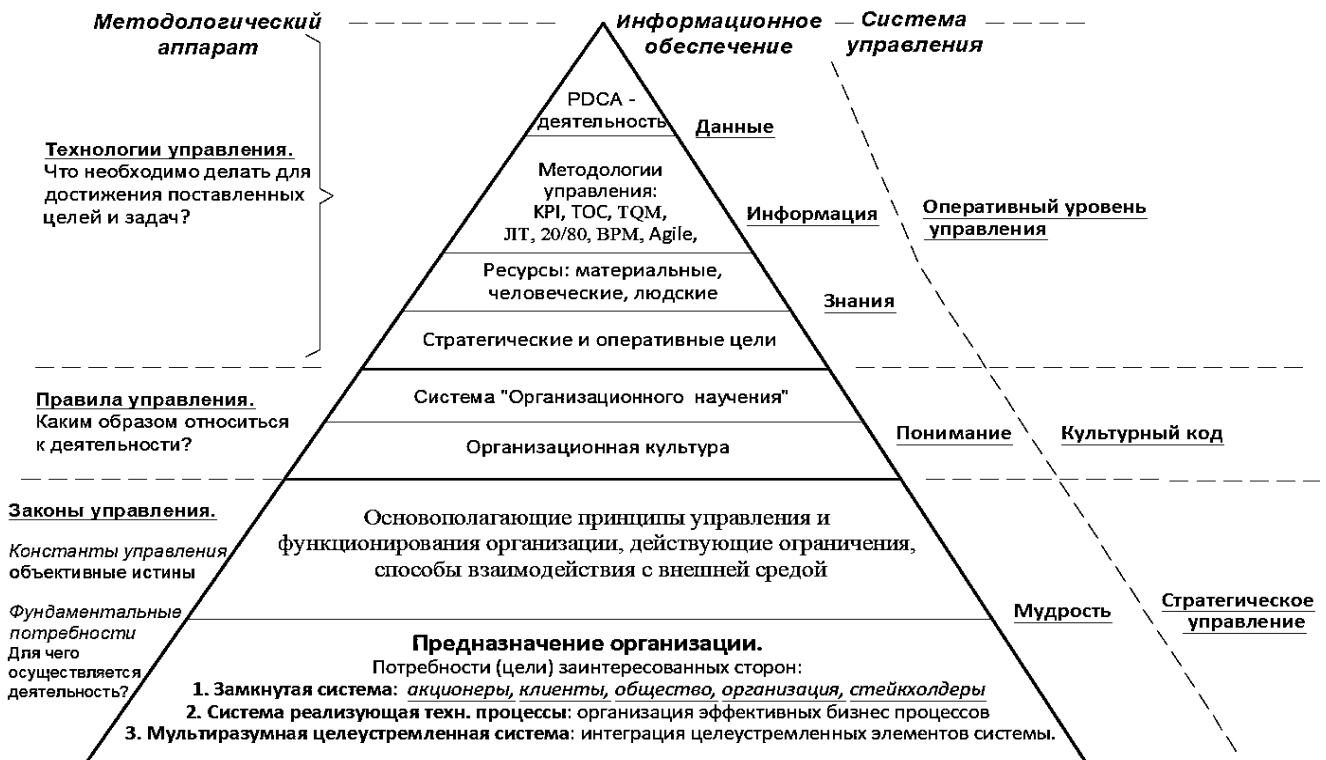 Методологический
аппарат
Информационное
обеспечение
Система
управления
Технологии управления.
Что необходимо делать для
достижения поставленных
целей и задач?
PDCA -
деятельность
Данные
Методологии
управления:
KPI, TOC, TQM,
ЛТ, 20/80, BPM, Agile,
Информация
Оперативный уровень
управления
Ресурсы: материальные,
человеческие, людские
Знания
Стратегические и оперативные цели
Правила управления.
Каким образом относиться
к деятельности?
Система "Организационного научения"
Организационная культура
Понимание
Культурный код
Законы управления.
Константы управления
объективные истины
Фундаментальные
потребности
Для чего
осуществляется
деятельность?
Основополагающие принципы управления и
функционирования организации, действующие ограничения,
способы взаимодействия с внешней средой
Мудрость
Стратегическое
управление
Предназначение организации.
Потребности (цели) заинтересованных сторон:
1. Замкнутая система: акционеры, клиенты, общество, организация, стейкхолдеры
2. Система реализующая техн. процессы: организация эффективных бизнес процессов
3. Мультиразумная целеустремленная система: интеграция целеустремленных элементов системы.